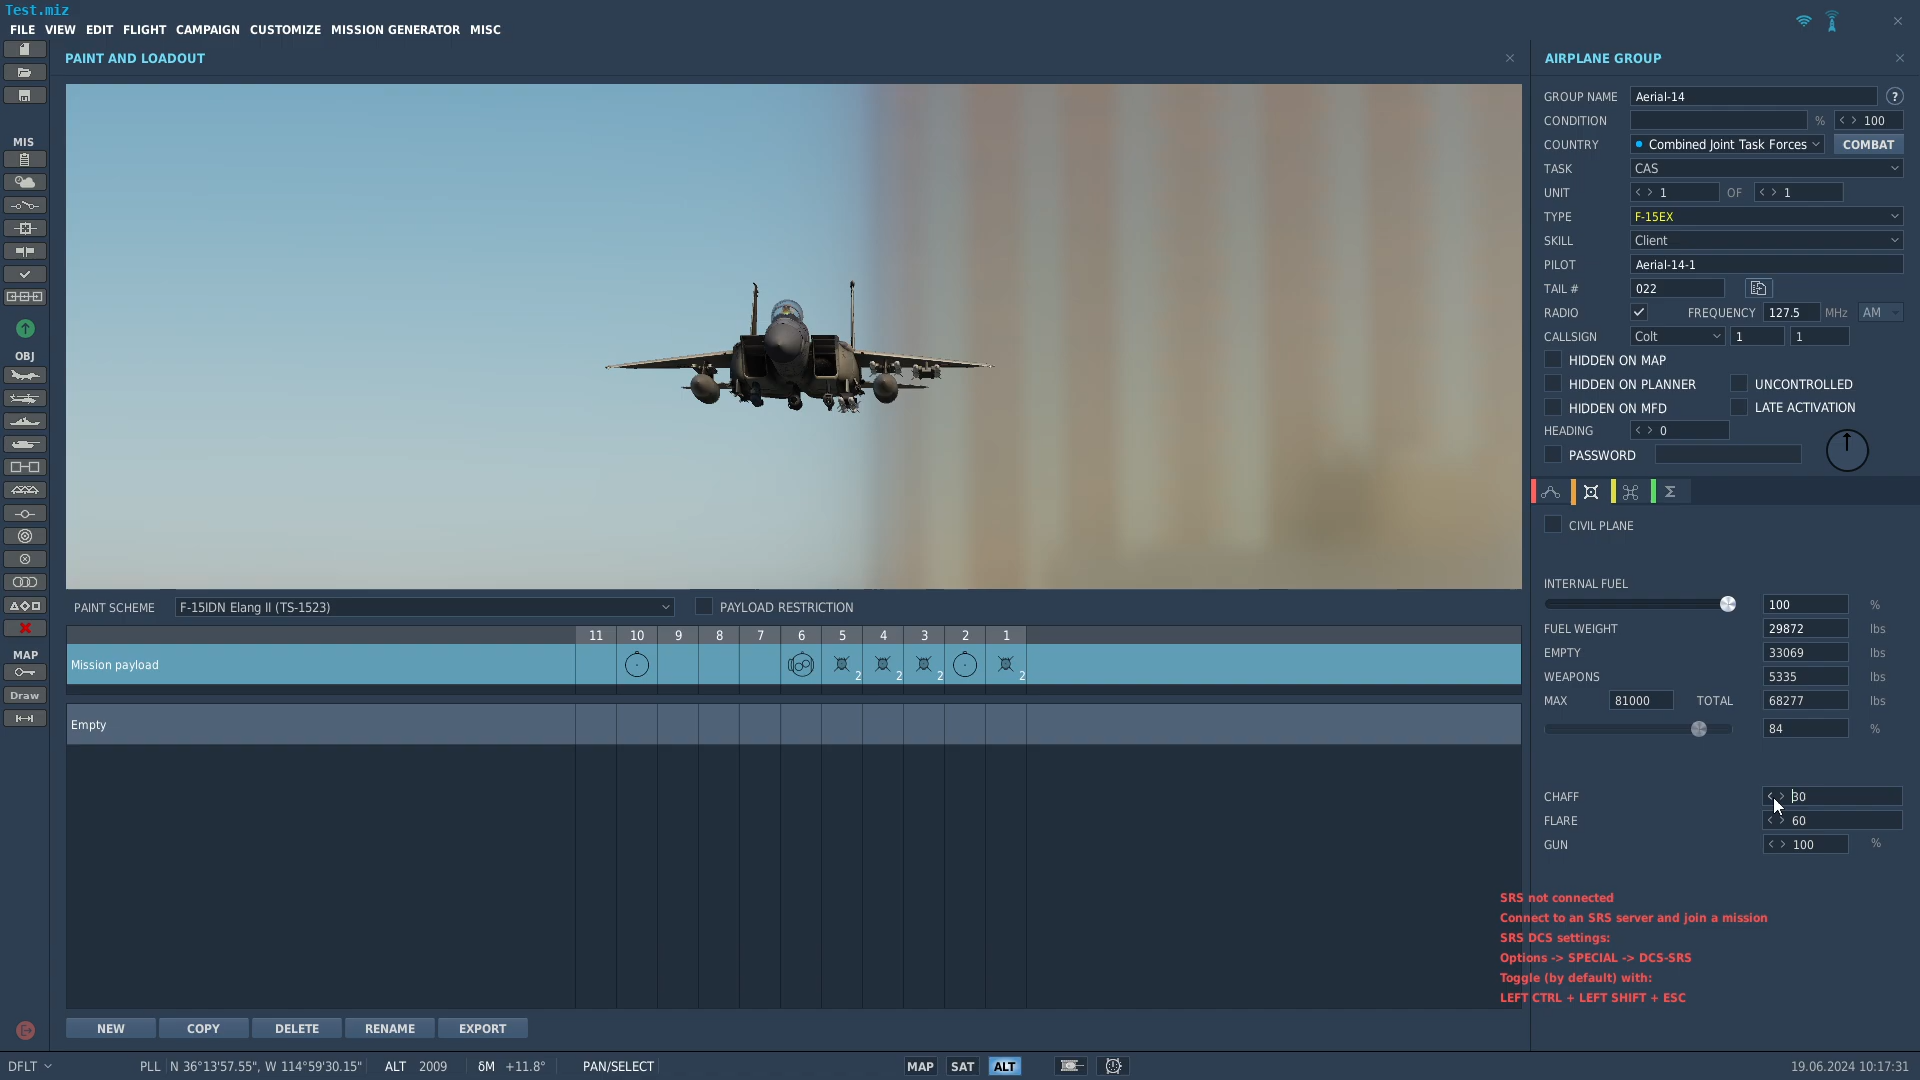 Test.miz
FILE VIEW EDIT FLIGHT CAMPAIGN CUSTOMIZE MISSION GENERATOR MISC
PAINT AND LOADOUT
AIRPLANE GROUP
GROUP NAME Aerial-14 ?
CONDITION % < > 100
COUNTRY Combined Joint Task Forces COMBAT
TASK CAS
UNIT < > 1 OF < > 1
TYPE F-15EX
SKILL Client
PILOT Aerial-14-1
TAIL # 022
RADIO FREQUENCY 127.5 MHz AM
CALLSIGN Colt 1 1
HIDDEN ON MAP
HIDDEN ON PLANNER UNCONTROLLED
HIDDEN ON MFD LATE ACTIVATION
HEADING < > 0
PASSWORD
CIVIL PLANE
INTERNAL FUEL
100 %
FUEL WEIGHT 29872 lbs
EMPTY 33069 lbs
WEAPONS 5335 lbs
MAX 81000 TOTAL 68277 lbs
84 %
CHAFF < > 30
FLARE < > 60
GUN < > 100 %
MIS
OBJ
MAP
Draw
PAINT SCHEME F-15IDN Elang II (TS-1523) PAYLOAD RESTRICTION
11 10 9 8 7 6 5 4 3 2 1
Mission payload 2 2 2 2
Empty
SRS not connected
Connect to an SRS server and join a mission
SRS DCS settings:
Options -> SPECIAL -> DCS-SRS
Toggle (by default) with:
LEFT CTRL + LEFT SHIFT + ESC
NEW COPY DELETE RENAME EXPORT
DFLT PLL N 36°13'57.55", W 114°59'30.15" ALT 2009 δM +11.8° PAN/SELECT MAP SAT ALT 19.06.2024 10:17:31